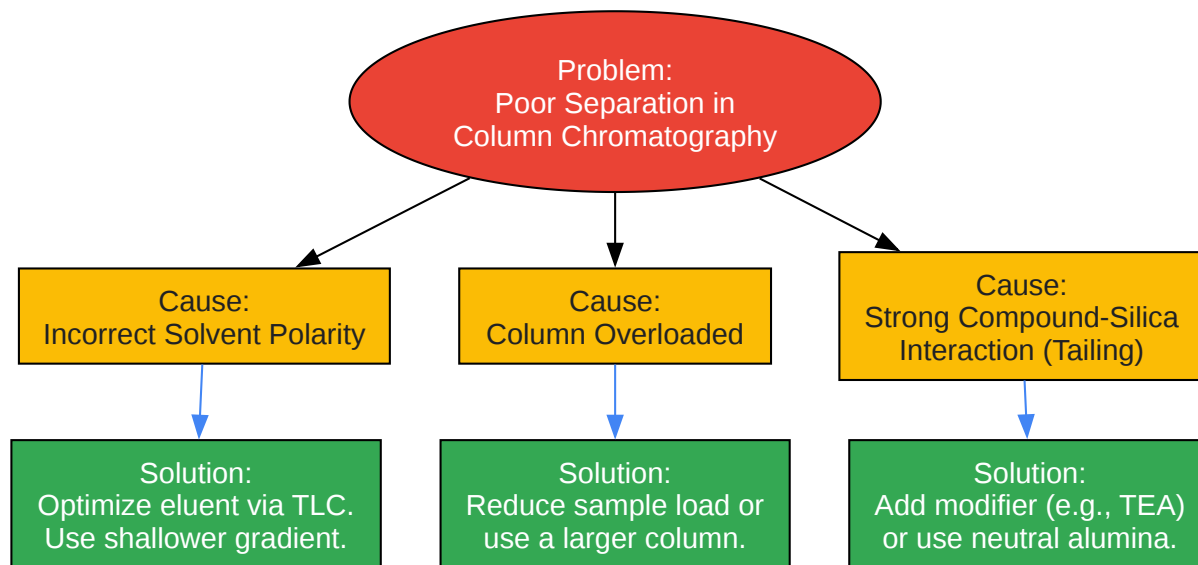 Problem:
Poor Separation in
Column Chromatography
Cause:
Incorrect Solvent Polarity
Cause:
Column Overloaded
Cause:
Strong Compound-Silica
Interaction (Tailing)
Solution:
Optimize eluent via TLC.
Use shallower gradient.
Solution:
Reduce sample load or
use a larger column.
Solution:
Add modifier (e.g., TEA)
or use neutral alumina.